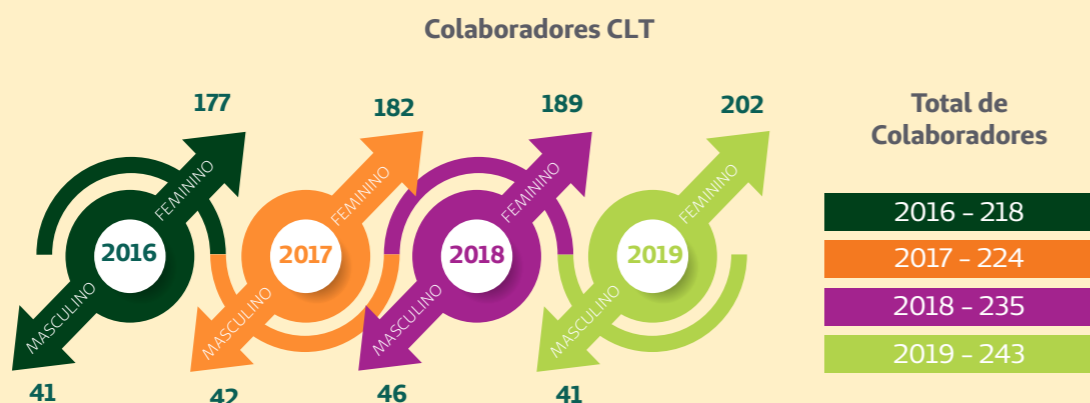 Colaboradores CLT
177
182
189
202
FEMININO
FEMININO
FEMININO
FEMININO
2016
2017
2018
2019
MASCULINO
MASCULINO
MASCULINO
MASCULINO
41
42
46
41
Total de
Colaboradores
2016 - 218
2017 - 224
2018 - 235
2019 - 243